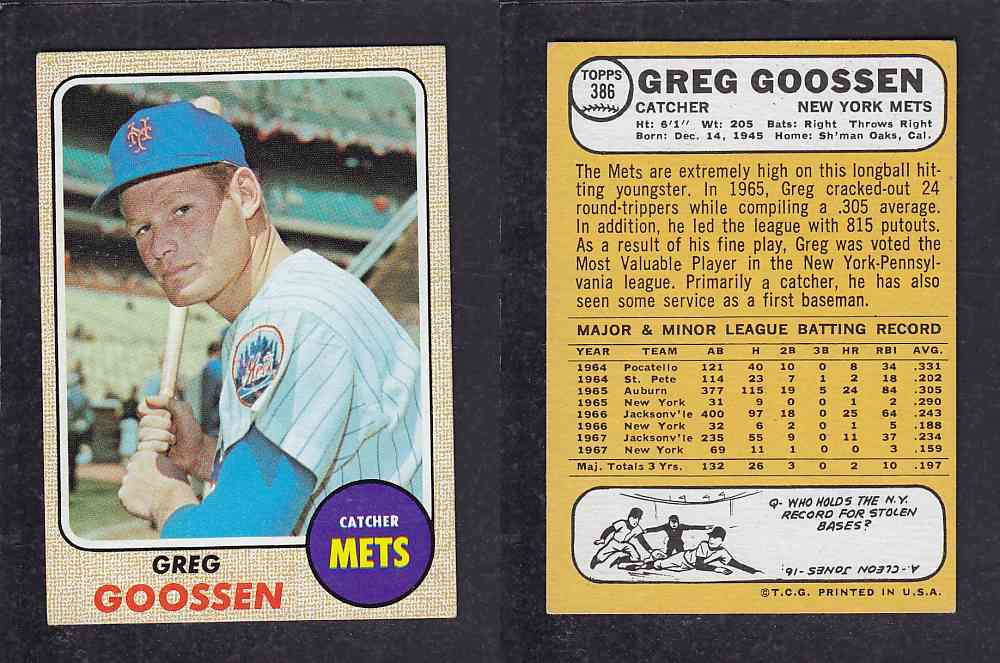 NY
Mets
CATCHER
METS
GREG
GOOSSEN
TOPPS
386
GREG GOOSSEN
CATCHER NEW YORK METS
Ht: 6'1" Wt: 205 Bats: Right Throws Right
Born: Dec. 14, 1945 Home: Sh'man Oaks, Cal.
The Mets are extremely high on this longball hit-
ting youngster. In 1965, Greg cracked-out 24
round-trippers while compiling a .305 average.
In addition, he led the league with 815 putouts.
As a result of his fine play, Greg was voted the
Most Valuable Player in the New York-Pennsyl-
vania league. Primarily a catcher, he has also
seen some service as a first baseman.
MAJOR & MINOR LEAGUE BATTING RECORD
YEAR TEAM AB H 2B 3B HR RBI AVG.
1964 Pocatello 121 40 10 0 8 34 .331
1964 St. Pete 114 23 7 1 2 18 .202
1965 Auburn 377 115 19 5 24 84 .305
1965 New York 31 9 0 0 1 2 .290
1966 Jacksonv'le 400 97 18 0 25 64 .243
1966 New York 32 6 2 0 1 5 .188
1967 Jacksonv'le 235 55 9 0 11 37 .234
1967 New York 69 11 1 0 0 3 .159
Maj. Totals 3 Yrs. 132 26 3 0 2 10 .197
Q- WHO HOLDS THE N.Y.
RECORD FOR STOLEN
BASES?
A- CLEON JONES -16.
©T.C.G. PRINTED IN U.S.A.